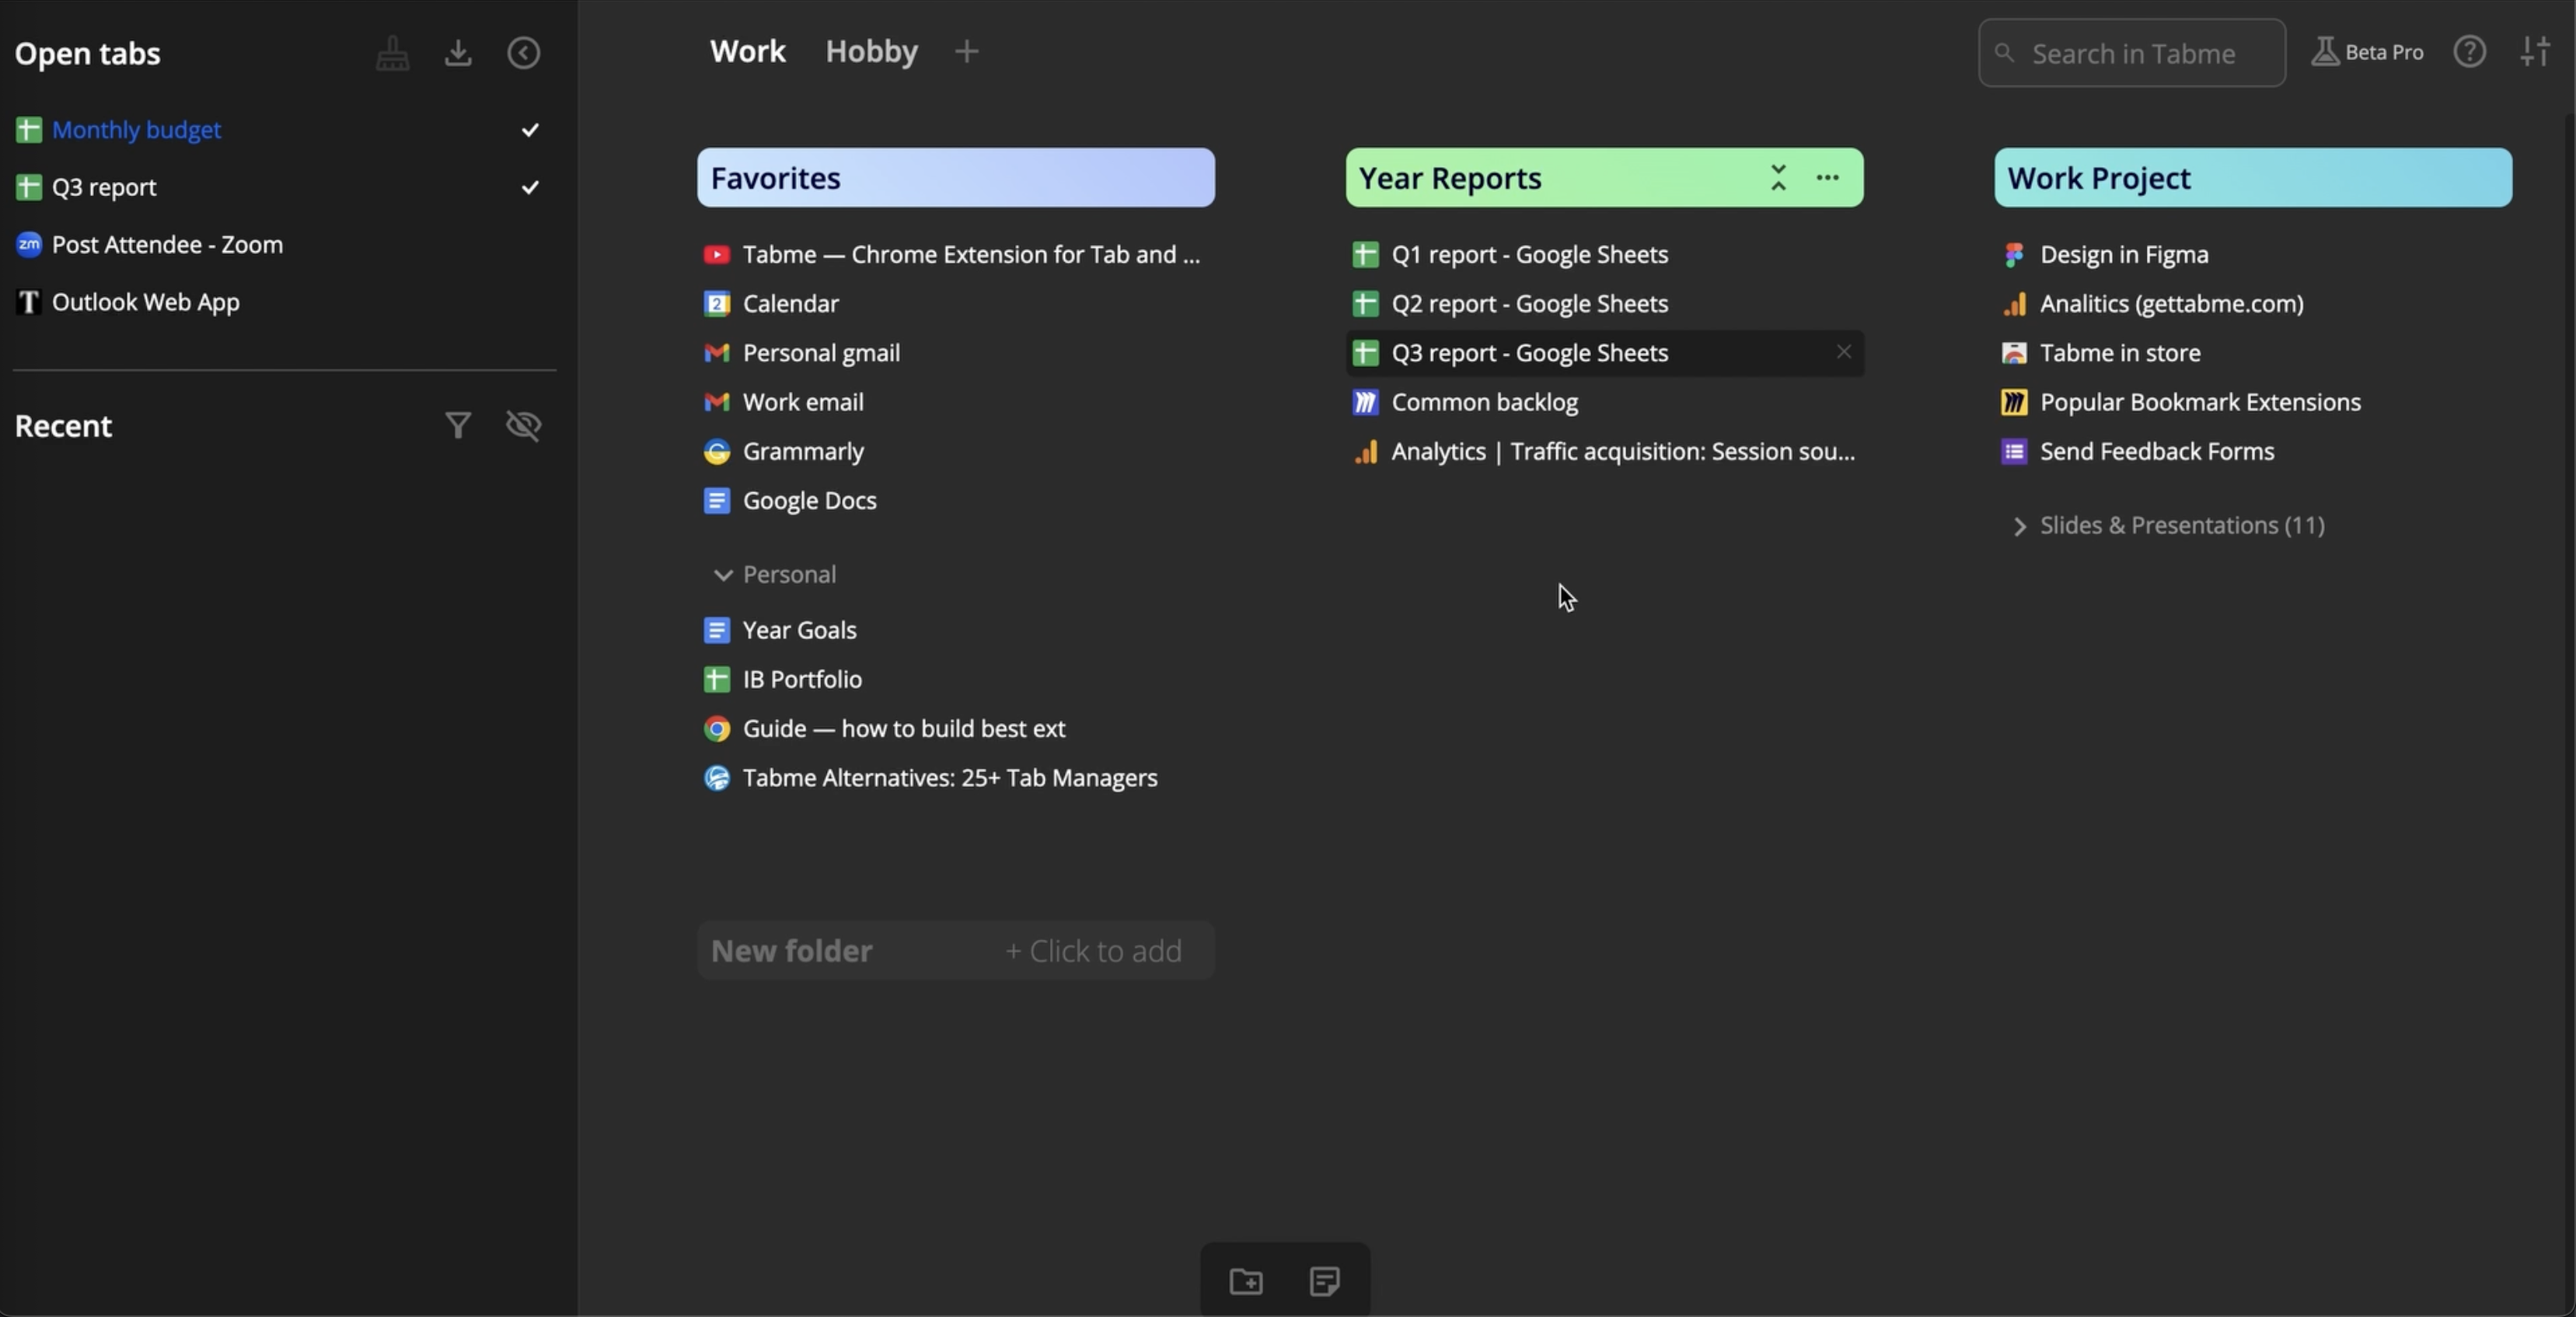 Open tabs
Monthly budget
Q3 report
zm Post Attendee - Zoom
T Outlook Web App
Recent
Work Hobby
Search in Tabme
Beta Pro
Favorites
Tabme — Chrome Extension for Tab and ...
2 Calendar
Personal gmail
Work email
G Grammarly
Google Docs
Personal
Year Goals
IB Portfolio
Guide — how to build best ext
Tabme Alternatives: 25+ Tab Managers
New folder + Click to add
Year Reports
Q1 report - Google Sheets
Q2 report - Google Sheets
Q3 report - Google Sheets
Common backlog
Analytics | Traffic acquisition: Session sou...
Work Project
Design in Figma
Analitics (gettabme.com)
Tabme in store
Popular Bookmark Extensions
Send Feedback Forms
Slides & Presentations (11)